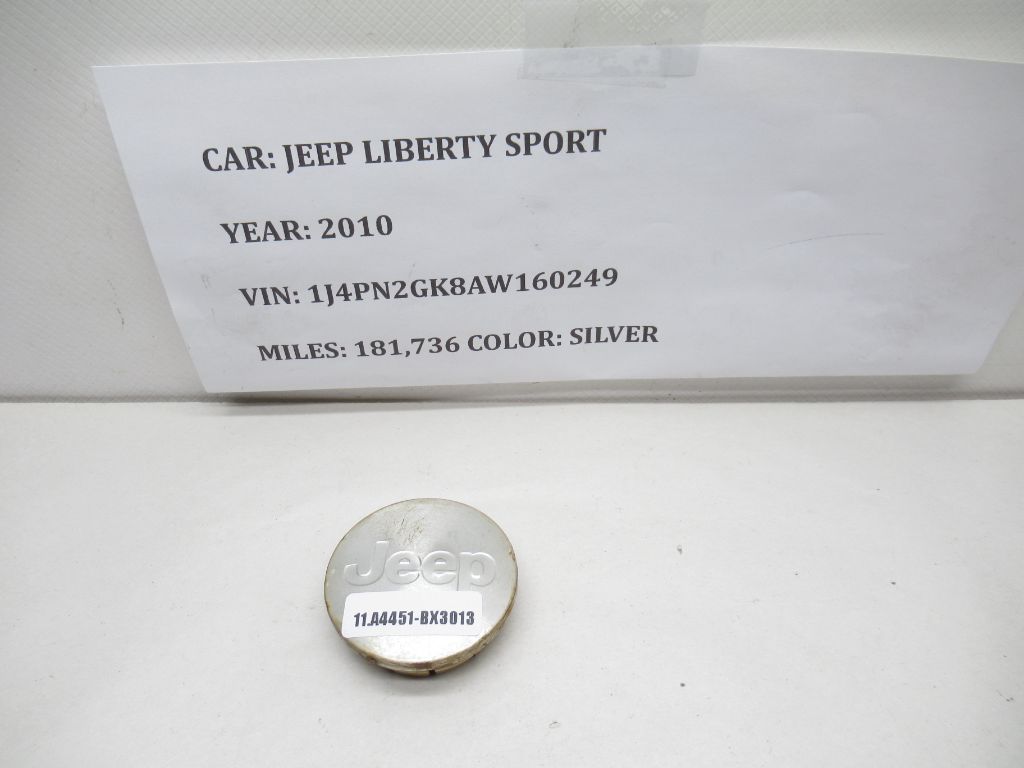 CAR: JEEP LIBERTY SPORT
YEAR: 2010
VIN: 1J4PN2GK8AW160249
MILES: 181,736 COLOR: SILVER
Jeep
11.A4451-BX3013